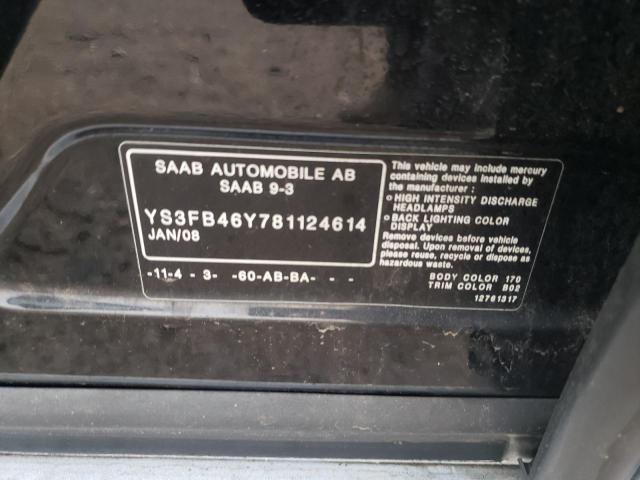 SAAB AUTOMOBILE AB
SAAB 9-3
YS3FB46Y781124614
JAN/08
-11-4 - 3- -60-AB-BA- - -
This vehicle may include mercury
containing devices installed by
the manufacturer :
HIGH INTENSITY DISCHARGE
HEADLAMPS
BACK LIGHTING COLOR
DISPLAY
Remove devices before vehicle
disposal. Upon removal of devices,
please reuse, recycle or dispose as
hazardous waste.
BODY COLOR 170
TRIM COLOR B02
12761317